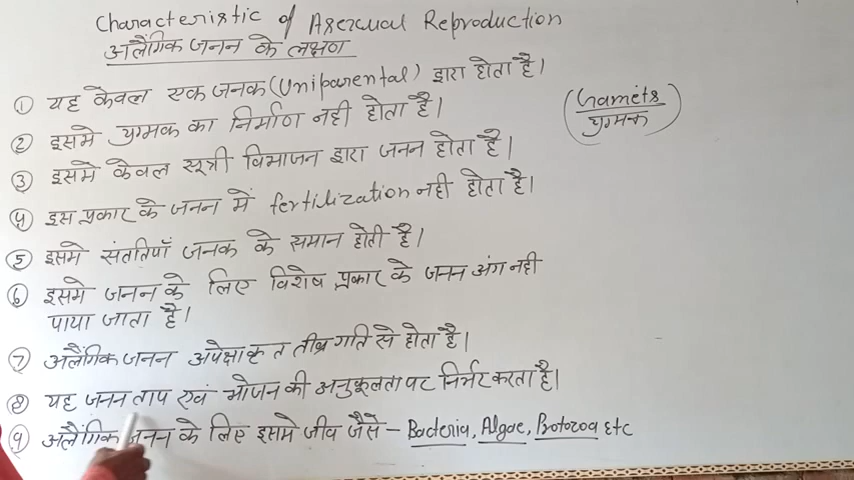 Characteristic of Asexual Reproduction
अलैंगिक जनन के लक्षण
① यह केवल एक जनक (Uniparental) द्वारा होता है।
(Gamets
युग्मक)
② इसमे युग्मक का निर्माण नही होता है।
③ इसमे केवल सूत्री विभाजन द्वारा जनन होता है।
④ इस प्रकार के जनन में fertilization नही होता है।
⑤ इसमे संततियाँ जनक के समान होती है।
⑥ इसमे जनन के लिए विशेष प्रकार के जनन अंग नही
पाया जाता है।
⑦ अलैंगिक जनन अपेक्षाकृत तीव्र गति से होता है।
⑧ यह जनन ताप एवं भोजन की अनुकूलता पर निर्भर करता है।
⑨ अलैंगिक जनन के लिए इसमे जीव जैसे - Bacteria, Algae, Protozoa Etc